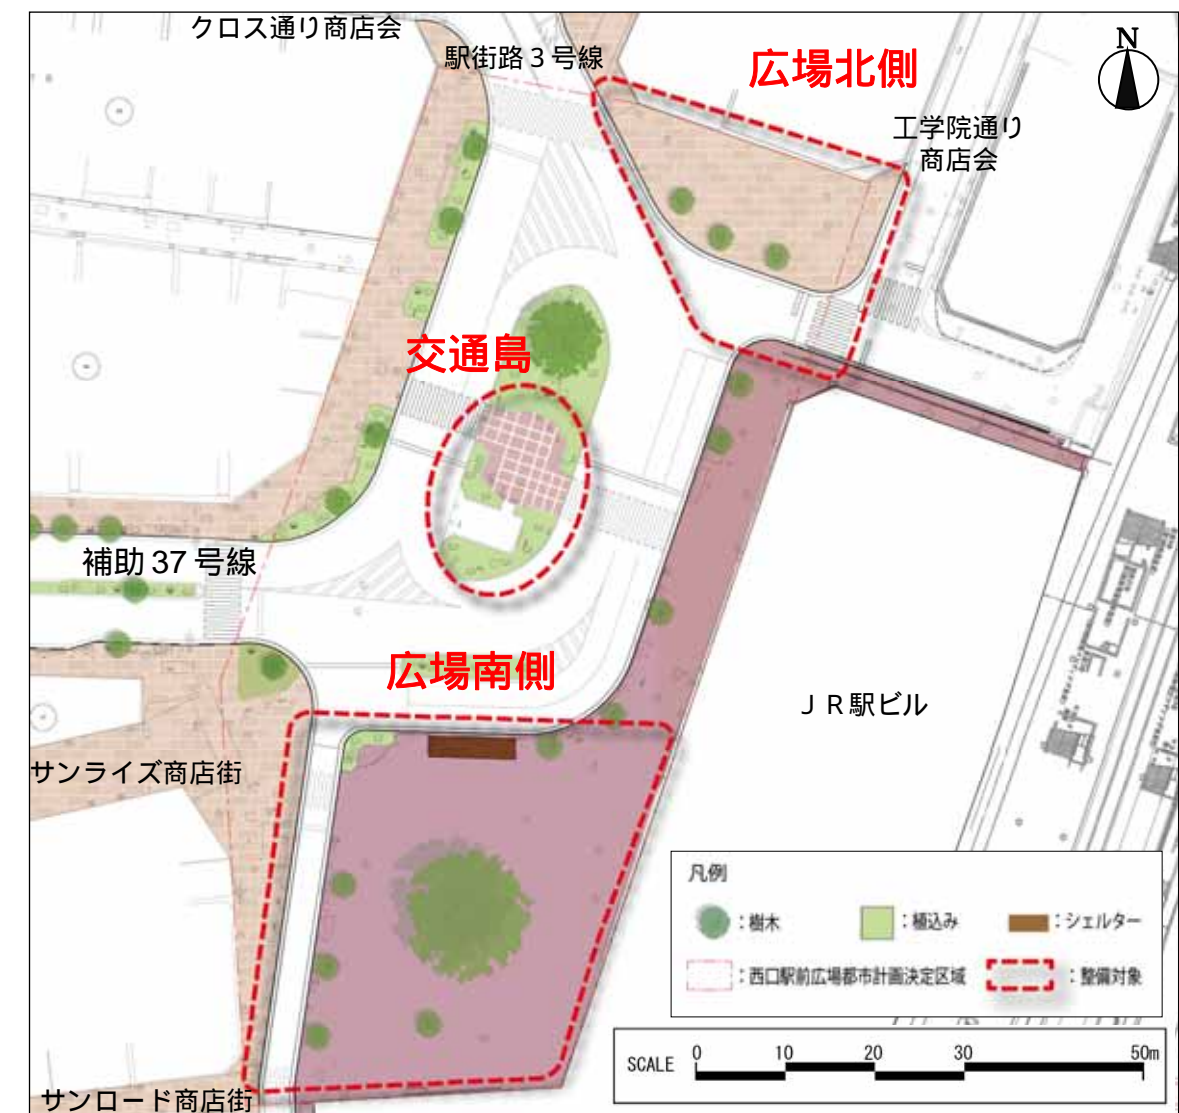 クロス通り商店会
駅街路３号線
広場北側
N
工学院通り
商店会
交通島
補助 37 号線
広場南側
ＪＲ駅ビル
サンライズ商店街
凡例
：樹木
：植込み
：シェルター
：西口駅前広場都市計画決定区域
：整備対象
SCALE 0 10 20 30 50m
サンロード商店街